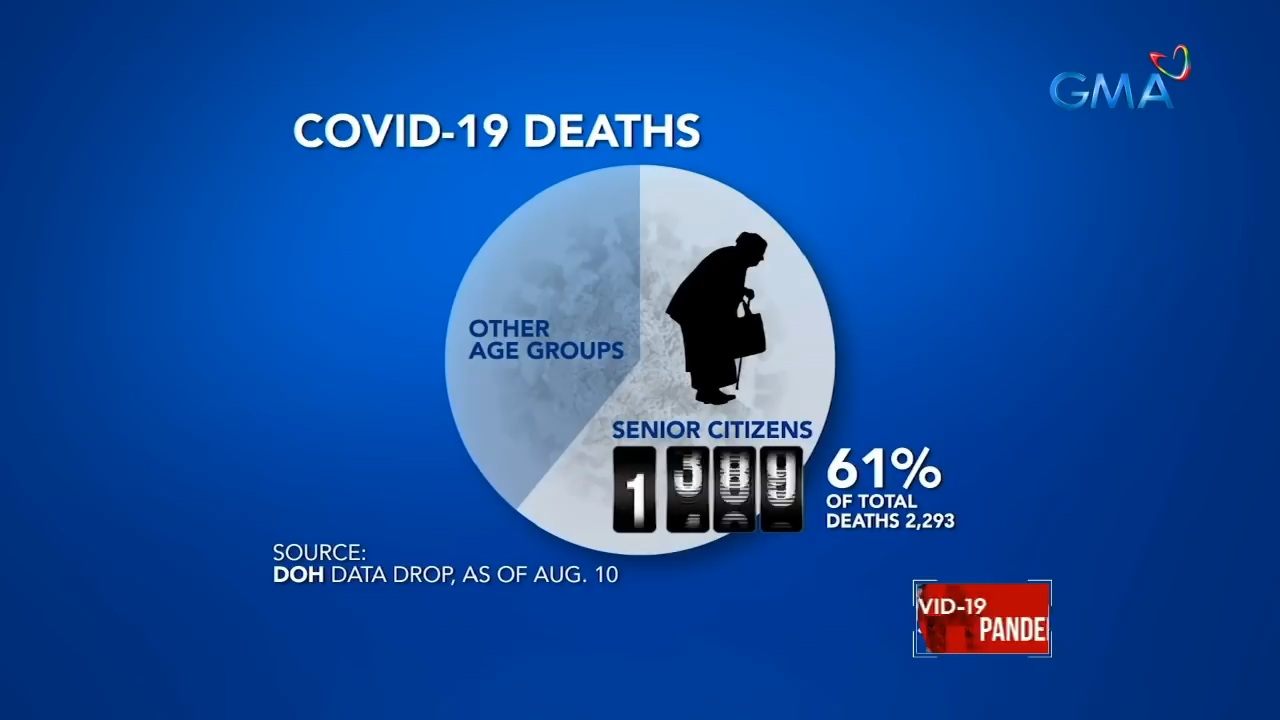 GMA
COVID-19 DEATHS
OTHER
AGE GROUPS
SENIOR CITIZENS
1
61%
OF TOTAL
DEATHS 2,293
SOURCE:
DOH DATA DROP, AS OF AUG. 10
VID-19
PANDE